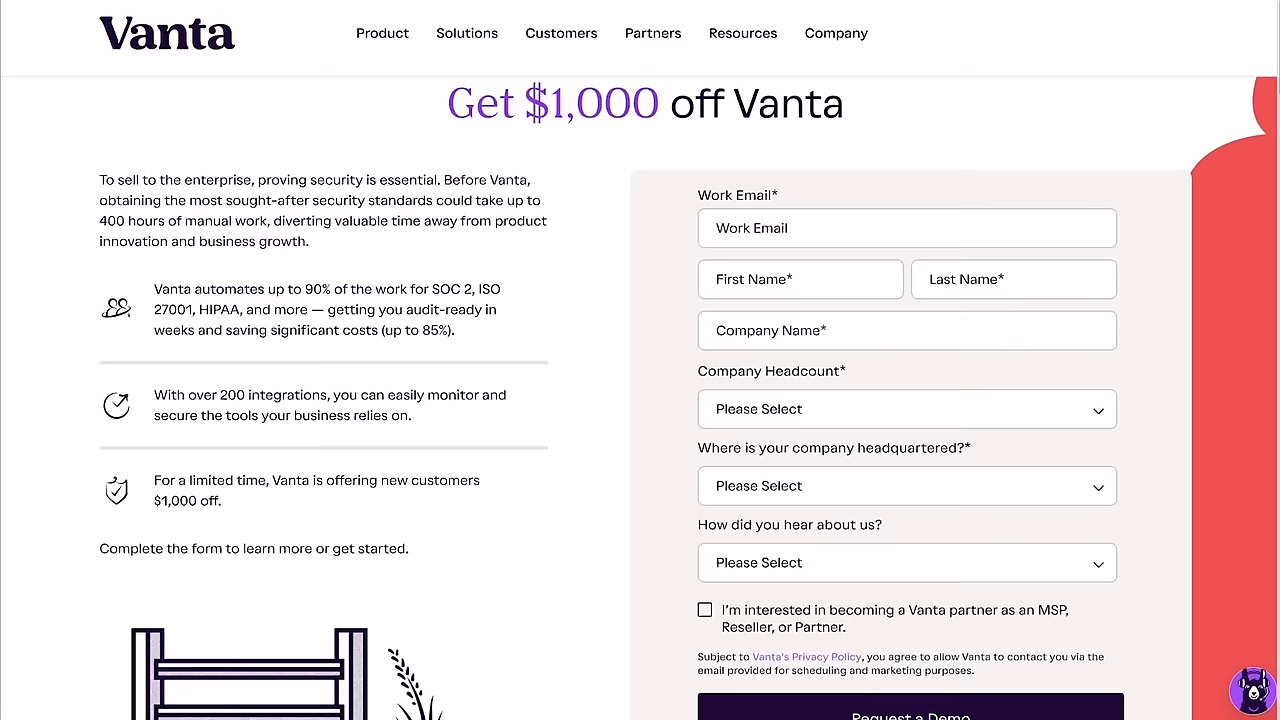 Vanta
Product Solutions Customers Partners Resources Company
Get $1,000 off Vanta
To sell to the enterprise, proving security is essential. Before Vanta,
obtaining the most sought-after security standards could take up to
400 hours of manual work, diverting valuable time away from product
innovation and business growth.
Vanta automates up to 90% of the work for SOC 2, ISO
27001, HIPAA, and more — getting you audit-ready in
weeks and saving significant costs (up to 85%).
With over 200 integrations, you can easily monitor and
secure the tools your business relies on.
For a limited time, Vanta is offering new customers
$1,000 off.
Complete the form to learn more or get started.
Work Email*
Work Email
First Name* Last Name*
Company Name*
Company Headcount*
Please Select
Where is your company headquartered?*
Please Select
How did you hear about us?
Please Select
I'm interested in becoming a Vanta partner as an MSP,
Reseller, or Partner.
Subject to Vanta's Privacy Policy, you agree to allow Vanta to contact you via the
email provided for scheduling and marketing purposes.
Request a Demo